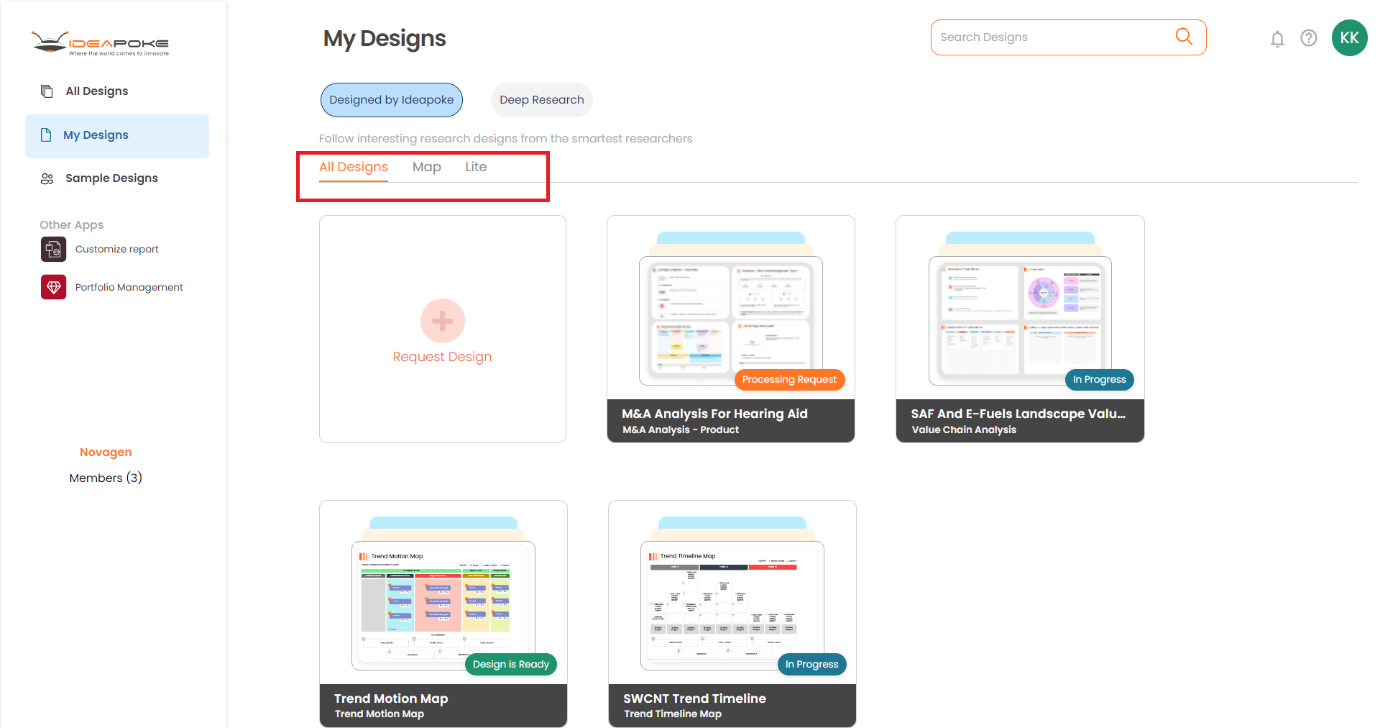 IDEAPOKE
Where the world comes to innovate
My Designs
Search Designs
KK
All Designs
My Designs
Sample Designs
Other Apps
Customize report
Portfolio Management
Novagen
Members (3)
Designed by Ideapoke
Deep Research
Follow interesting research designs from the smartest researchers
All Designs
Map
Lite
Request Design
Processing Request
M&A Analysis For Hearing Aid
M&A Analysis - Product
In Progress
SAF And E-Fuels Landscape Valu...
Value Chain Analysis
Trend Motion Map
Design is Ready
Trend Motion Map
Trend Motion Map
Trend Timeline Map
In Progress
SWCNT Trend Timeline
Trend Timeline Map